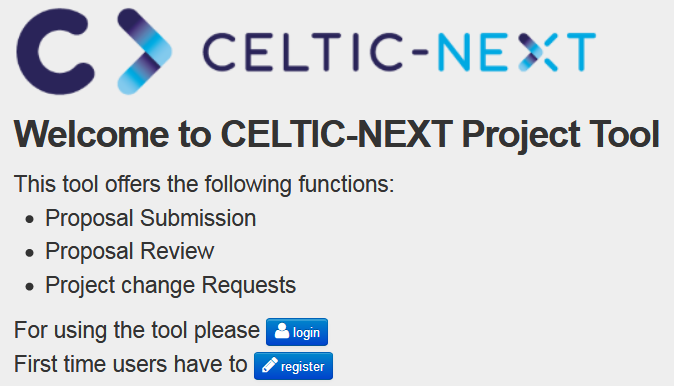 CELTIC-NEXT
Welcome to CELTIC-NEXT Project Tool
This tool offers the following functions:
• Proposal Submission
• Proposal Review
• Project change Requests
For using the tool please login
First time users have to register